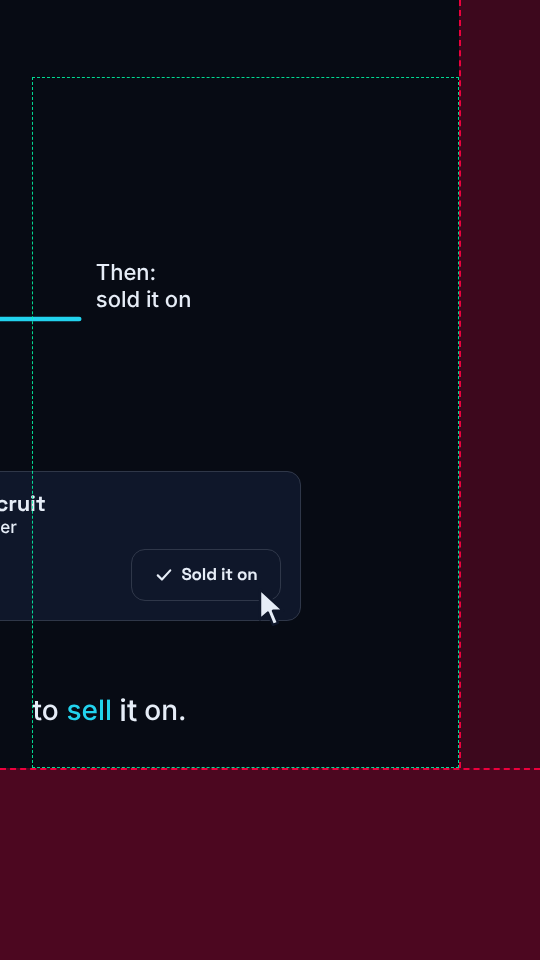 Then:
sold it on
cruit
er
Sold it on
to sell it on.